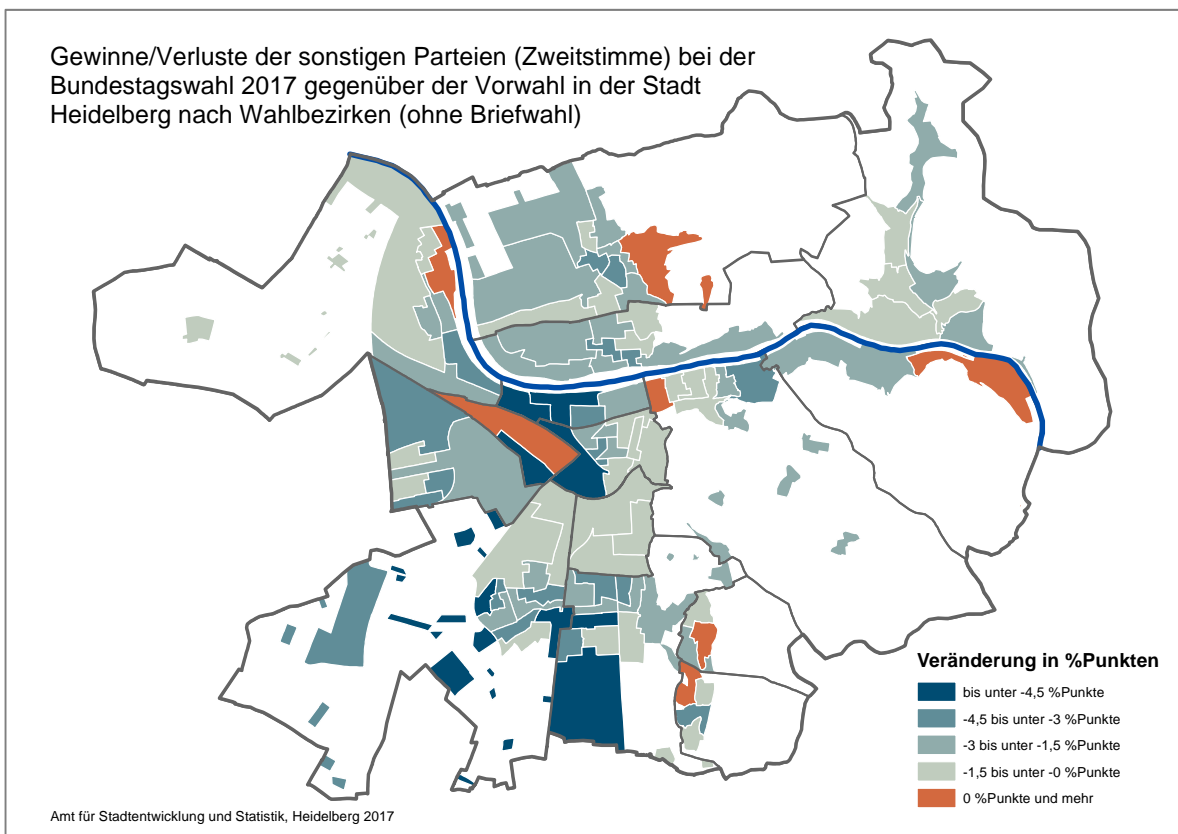 Gewinne/Verluste der sonstigen Parteien (Zweitstimme) bei der
Bundestagswahl 2017 gegenüber der Vorwahl in der Stadt
Heidelberg nach Wahlbezirken (ohne Briefwahl)
Veränderung in %Punkten
bis unter -4,5 %Punkte
-4,5 bis unter -3 %Punkte
-3 bis unter -1,5 %Punkte
-1,5 bis unter -0 %Punkte
0 %Punkte und mehr
Amt für Stadtentwicklung und Statistik, Heidelberg 2017